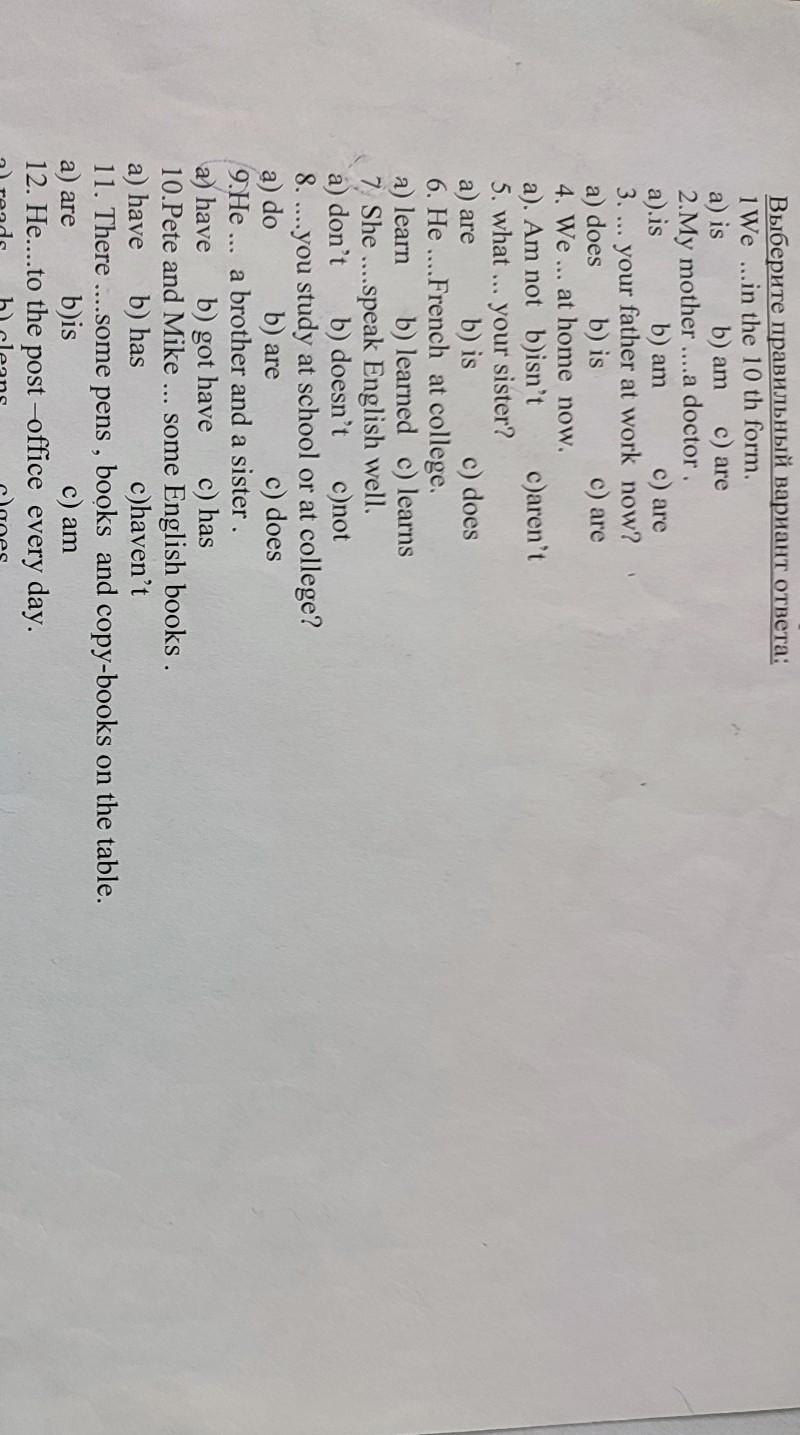 Выберите правильный вариант ответа:
1 We ...in the 10 th form.
a) is b) am c) are
2.My mother ....a doctor .
a).is b) am c) are
3. ... your father at work now?
a) does b) is c) are
4. We ... at home now.
a). Am not b)isn't c)aren't
5. what ... your sister?
a) are b) is c) does
6. He ....French at college.
a) learn b) learned c) learns
7. She ....speak English well.
a) don't b) doesn't c)not
8. ....you study at school or at college?
a) do b) are c) does
9.He ... a brother and a sister .
a) have b) got have c) has
10.Pete and Mike ... some English books .
a) have b) has c)haven't
11. There ....some pens , books and copy-books on the table.
a) are b)is c) am
12. He....to the post –office every day.
a) reads b) cleans c)goes